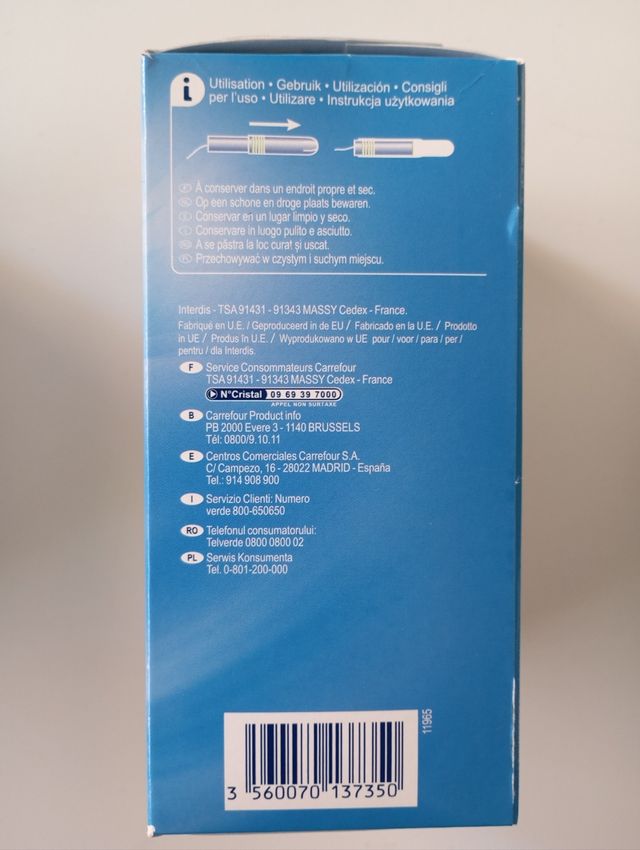 Utilisation • Gebruik • Utilización • Consigli
per l'uso • Utilizare • Instrukcja użytkowania
À conserver dans un endroit propre et sec.
Op een schone en droge plaats bewaren.
Conservar en un lugar limpio y seco.
Conservare in luogo pulito e asciutto.
A se păstra la loc curat și uscat.
Przechowywać w czystym i suchym miejscu.
Interdis - TSA 91431 - 91343 MASSY Cedex - France.
Fabriqué en U.E. / Geproduceerd in de EU / Fabricado en la U.E. / Prodotto
in UE / Produs în U.E. / Wyprodukowano w UE pour / voor / para / per /
pentru / dla Interdis.
F Service Consommateurs Carrefour
TSA 91431 - 91343 MASSY Cedex - France
N°Cristal 09 69 39 7000
APPEL NON SURTAXE
B Carrefour Product info
PB 2000 Evere 3 - 1140 BRUSSELS
Tél: 0800/9.10.11
E Centros Comerciales Carrefour S.A.
C/ Campezo, 16 - 28022 MADRID - España
Tel.: 914 908 900
I Servizio Clienti: Numero
verde 800-650650
RO Telefonul consumatorului:
Telverde 0800 0800 02
PL Serwis Konsumenta
Tel. 0-801-200-000
11965
3 560070 137350